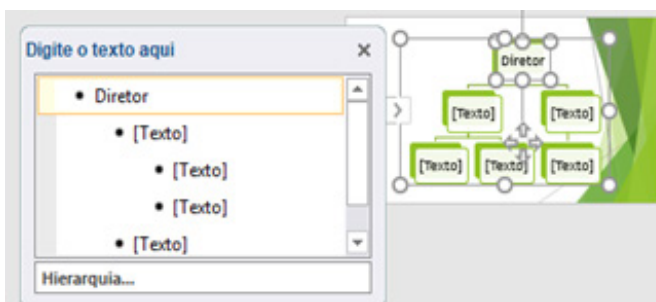 Digite o texto aqui
Diretor
[Texto]
[Texto]
[Texto]
[Texto]
Hierarquia...
Diretor
[Texto] [Texto]
[Texto] [Texto] [Texto]